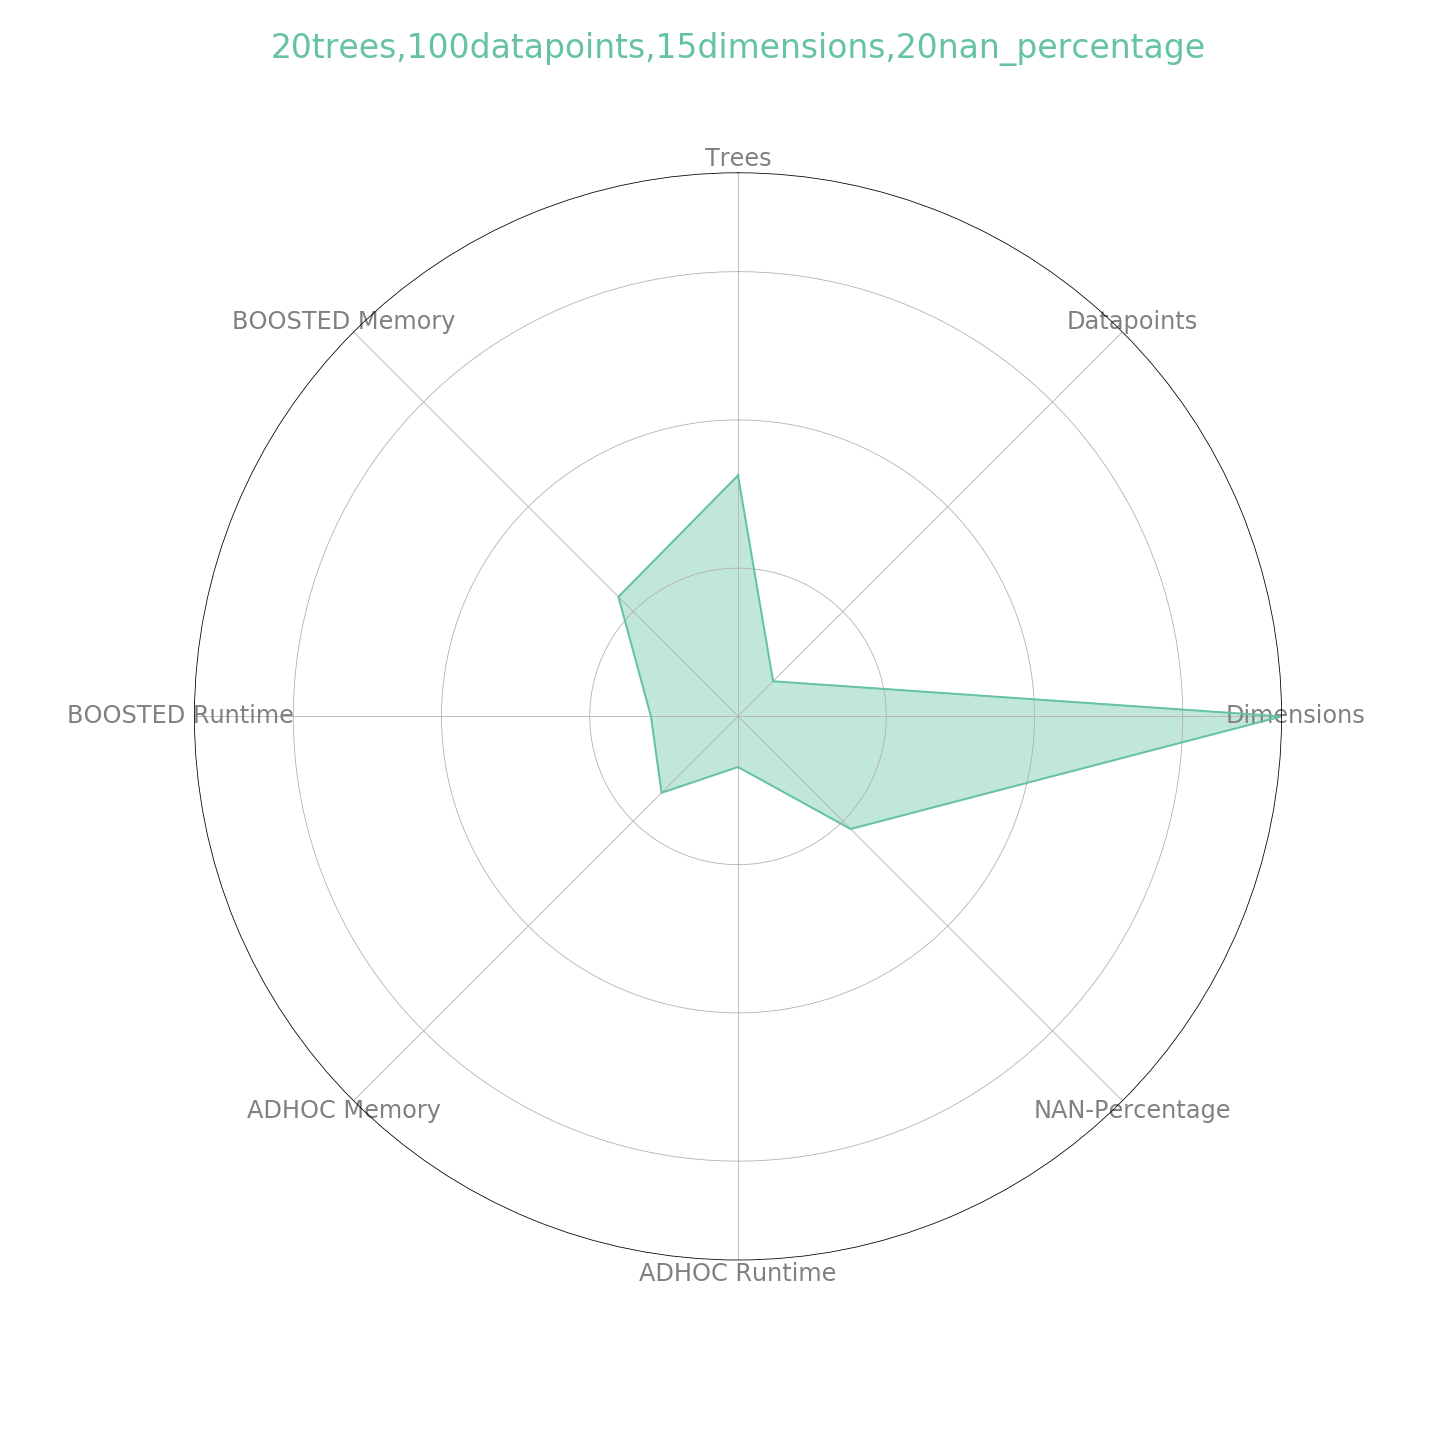 20trees,100datapoints,15dimensions,20nan_percentage
Trees
BOOSTED Memory
Datapoints
BOOSTED Runtime
Dimensions
ADHOC Memory
NAN-Percentage
ADHOC Runtime